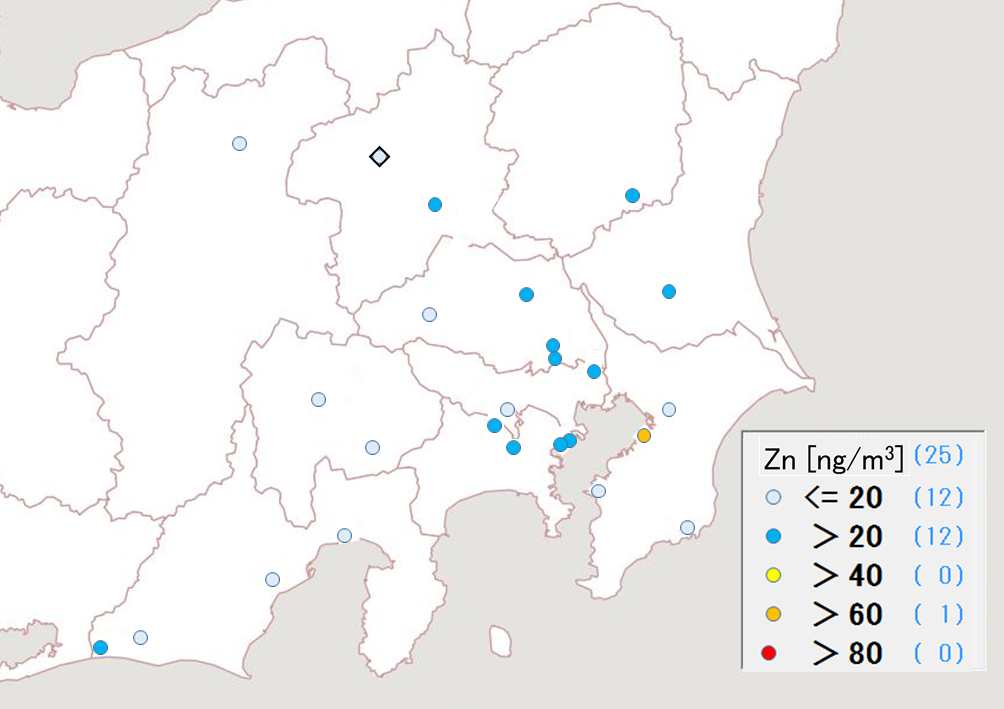 Zn [ng/m³] (25)
<= 20 (12)
> 20 (12)
> 40 ( 0)
> 60 ( 1)
> 80 ( 0)